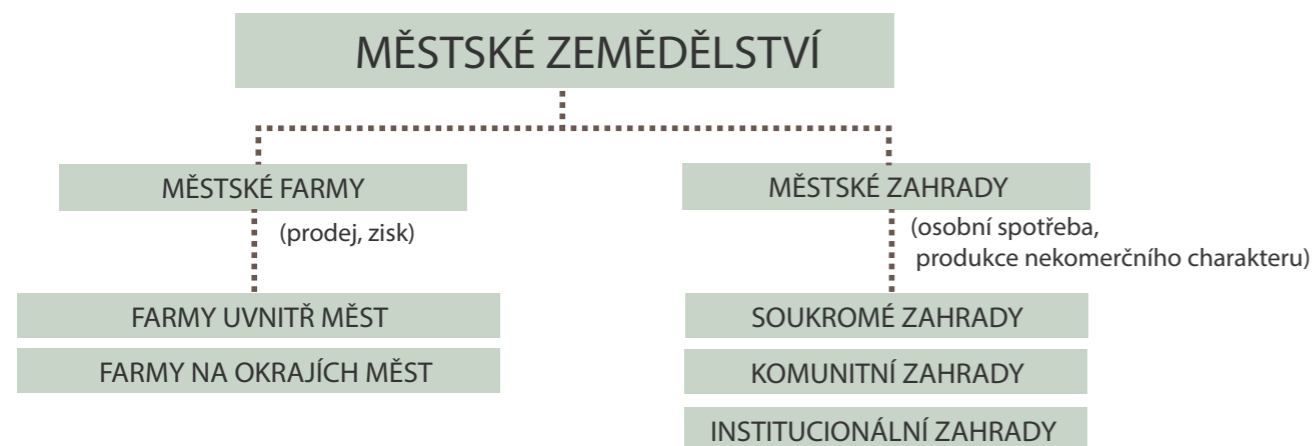 MĚSTSKÉ ZEMĚDĚLSTVÍ
MĚSTSKÉ FARMY
(prodej, zisk)
FARMY UVNITŘ MĚST
FARMY NA OKRAJÍCH MĚST
MĚSTSKÉ ZAHRADY
(osobní spotřeba,
produkce nekomerčního charakteru)
SOUKROMÉ ZAHRADY
KOMUNITNÍ ZAHRADY
INSTITUCIONÁLNÍ ZAHRADY